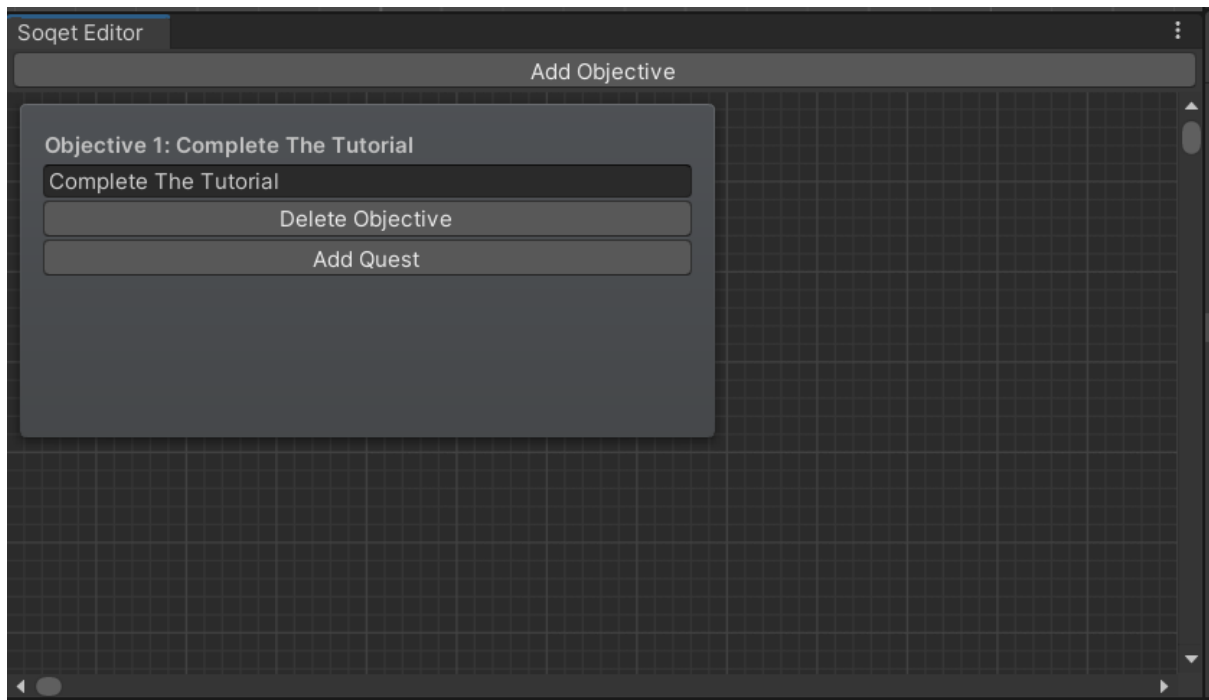 Soqet Editor
Add Objective
Objective 1: Complete The Tutorial
Complete The Tutorial
Delete Objective
Add Quest